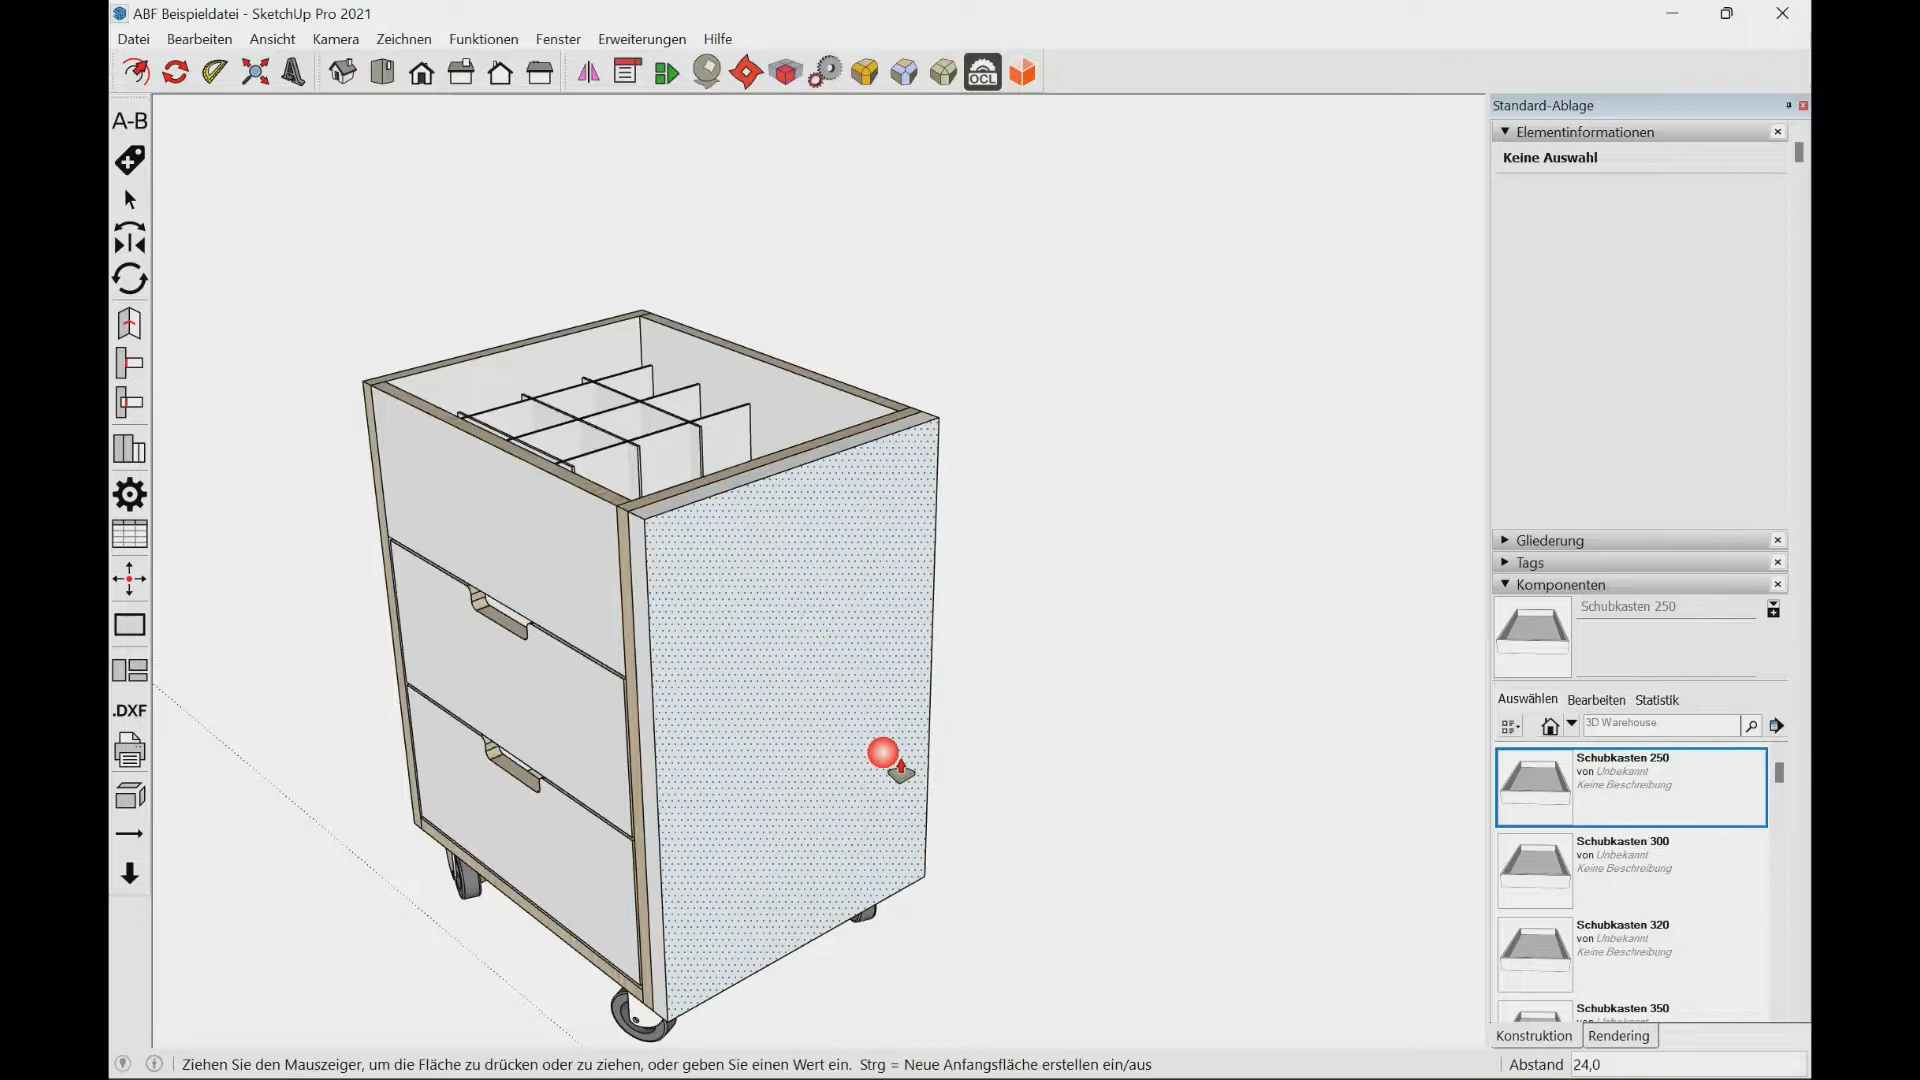 ABF Beispieldatei - SketchUp Pro 2021
Datei Bearbeiten Ansicht Kamera Zeichnen Funktionen Fenster Erweiterungen Hilfe
OCL
A-B
.DXF
Standard-Ablage
Elementinformationen
Keine Auswahl
Gliederung
Tags
Komponenten
Schubkasten 250
Auswählen Bearbeiten Statistik
3D Warehouse
Schubkasten 250
von Unbekannt
Keine Beschreibung
Schubkasten 300
von Unbekannt
Keine Beschreibung
Schubkasten 320
von Unbekannt
Keine Beschreibung
Schubkasten 350
von Unbekannt
Konstruktion Rendering
Ziehen Sie den Mauszeiger, um die Fläche zu drücken oder zu ziehen, oder geben Sie einen Wert ein. Strg = Neue Anfangsfläche erstellen ein/aus
Abstand 24,0